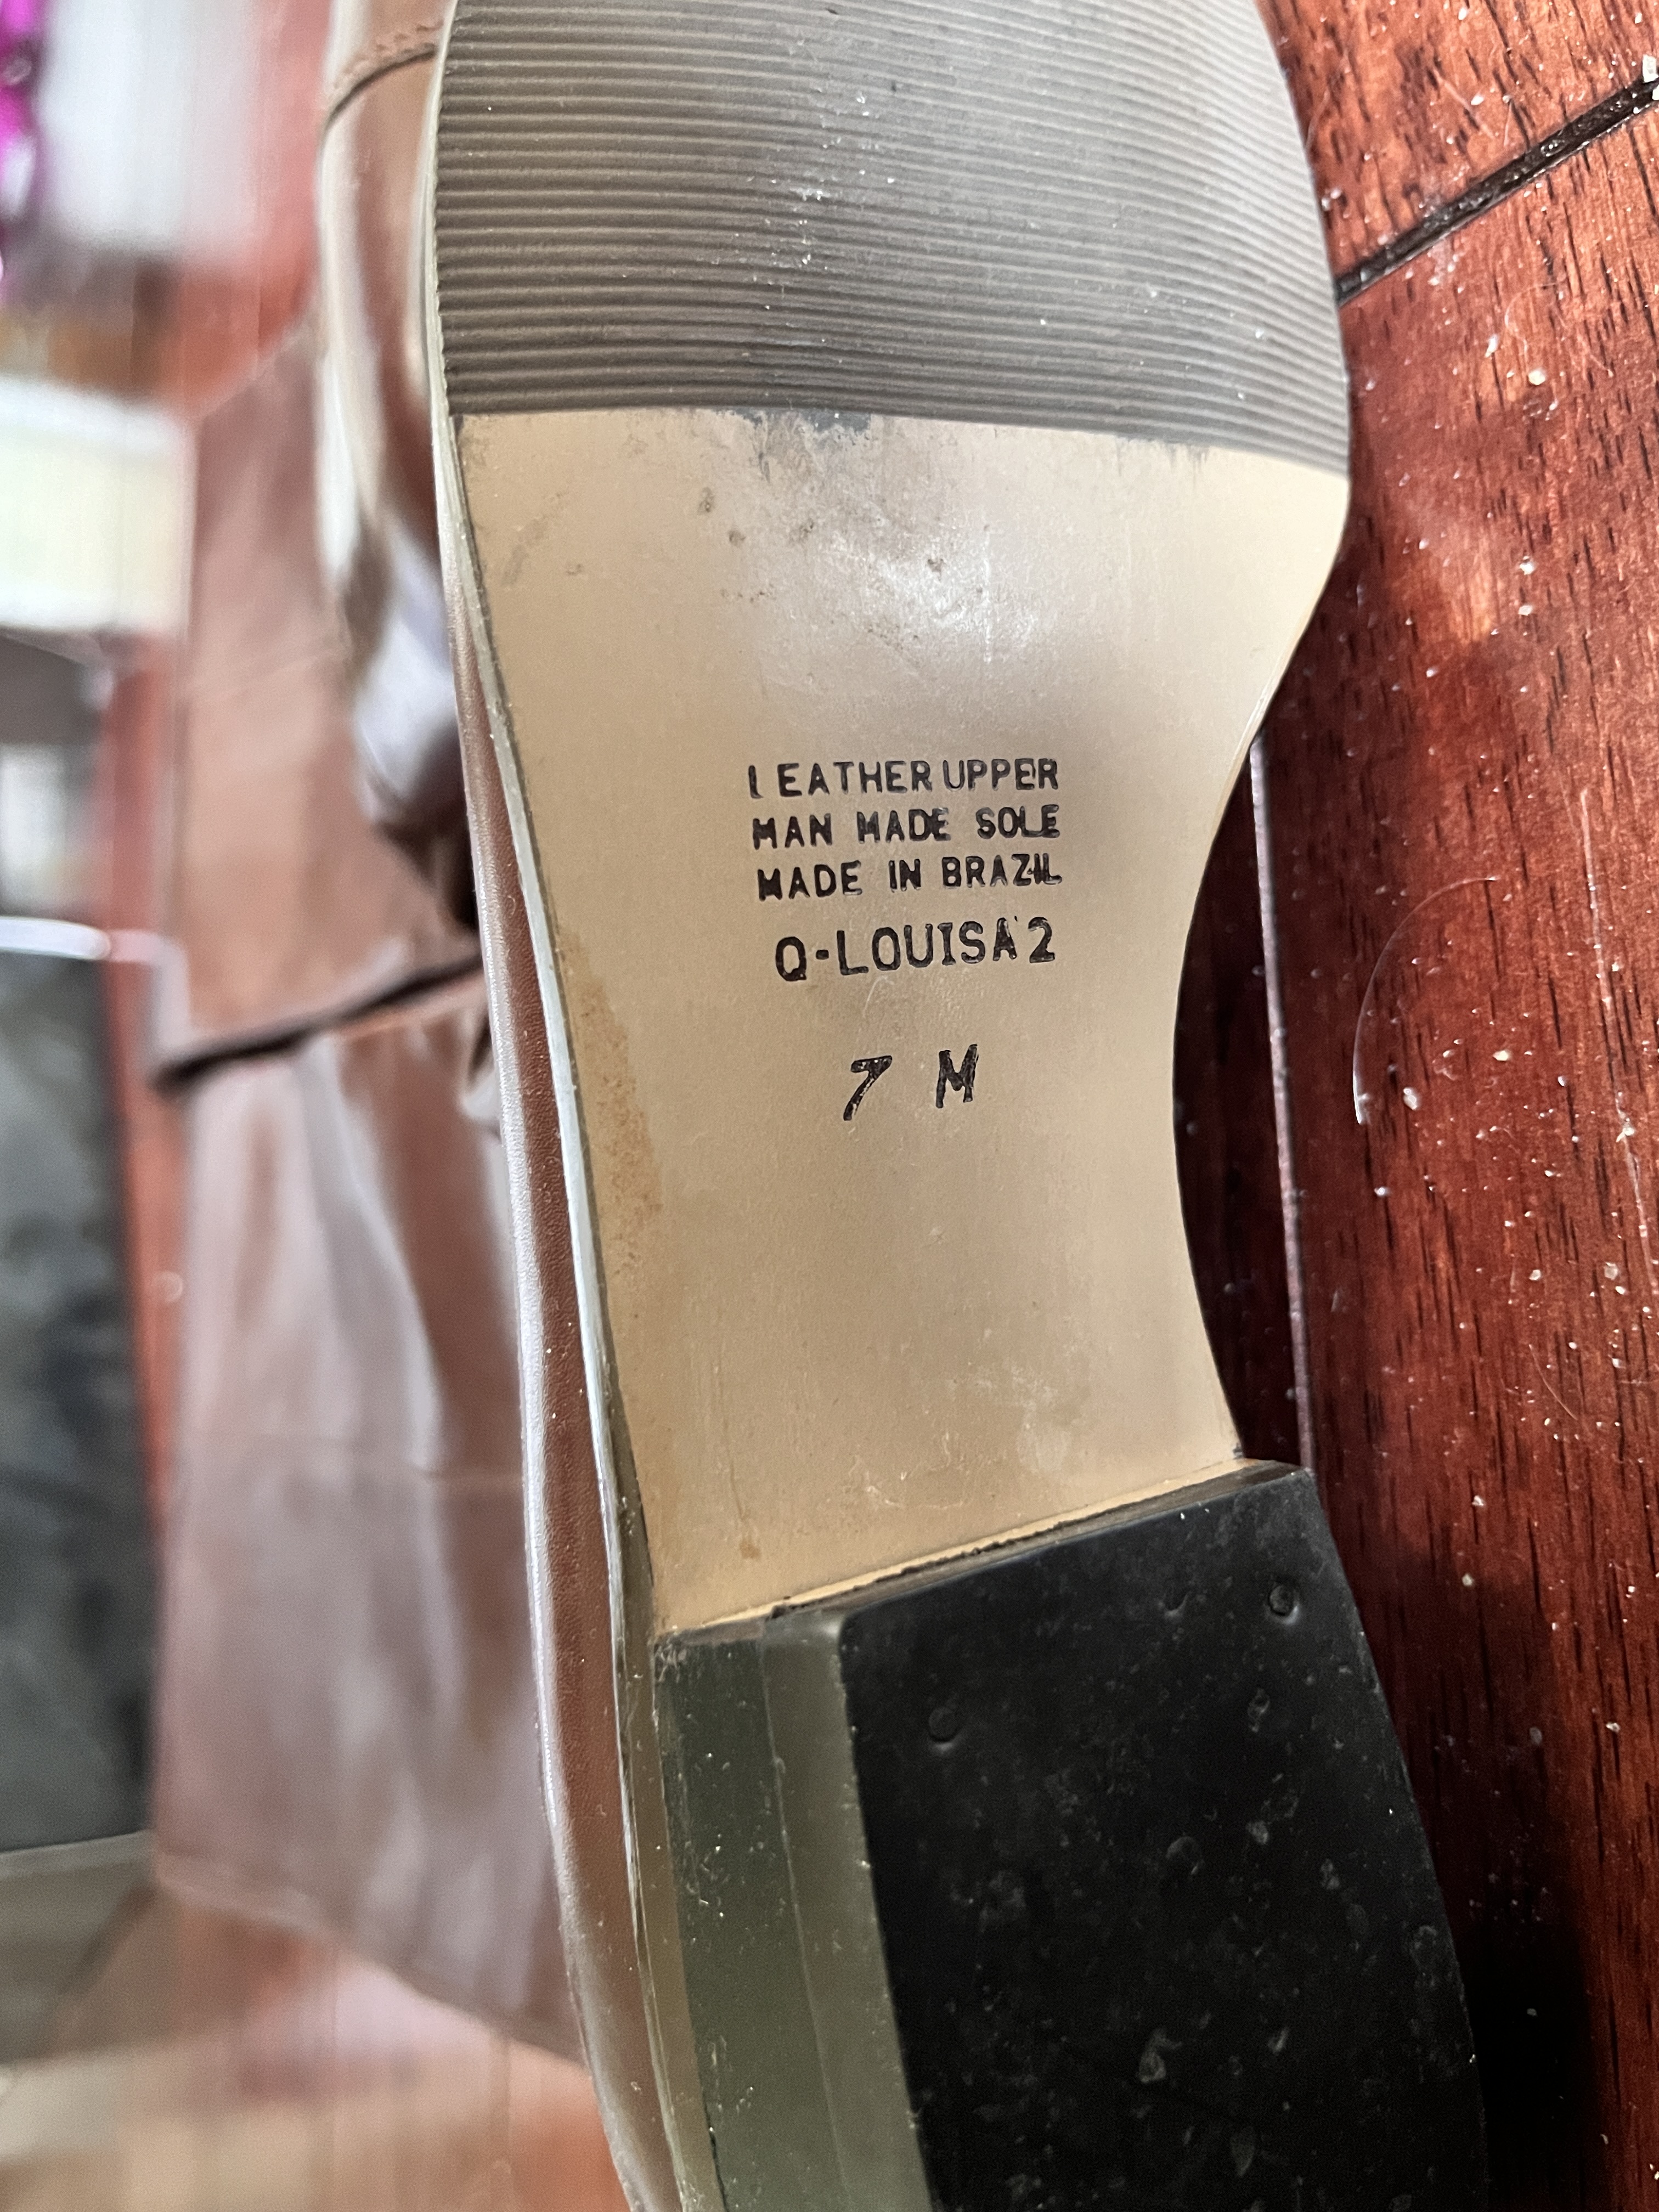 LEATHER UPPER
MAN MADE SOLE
MADE IN BRAZIL
Q-LOUISA 2
7 M